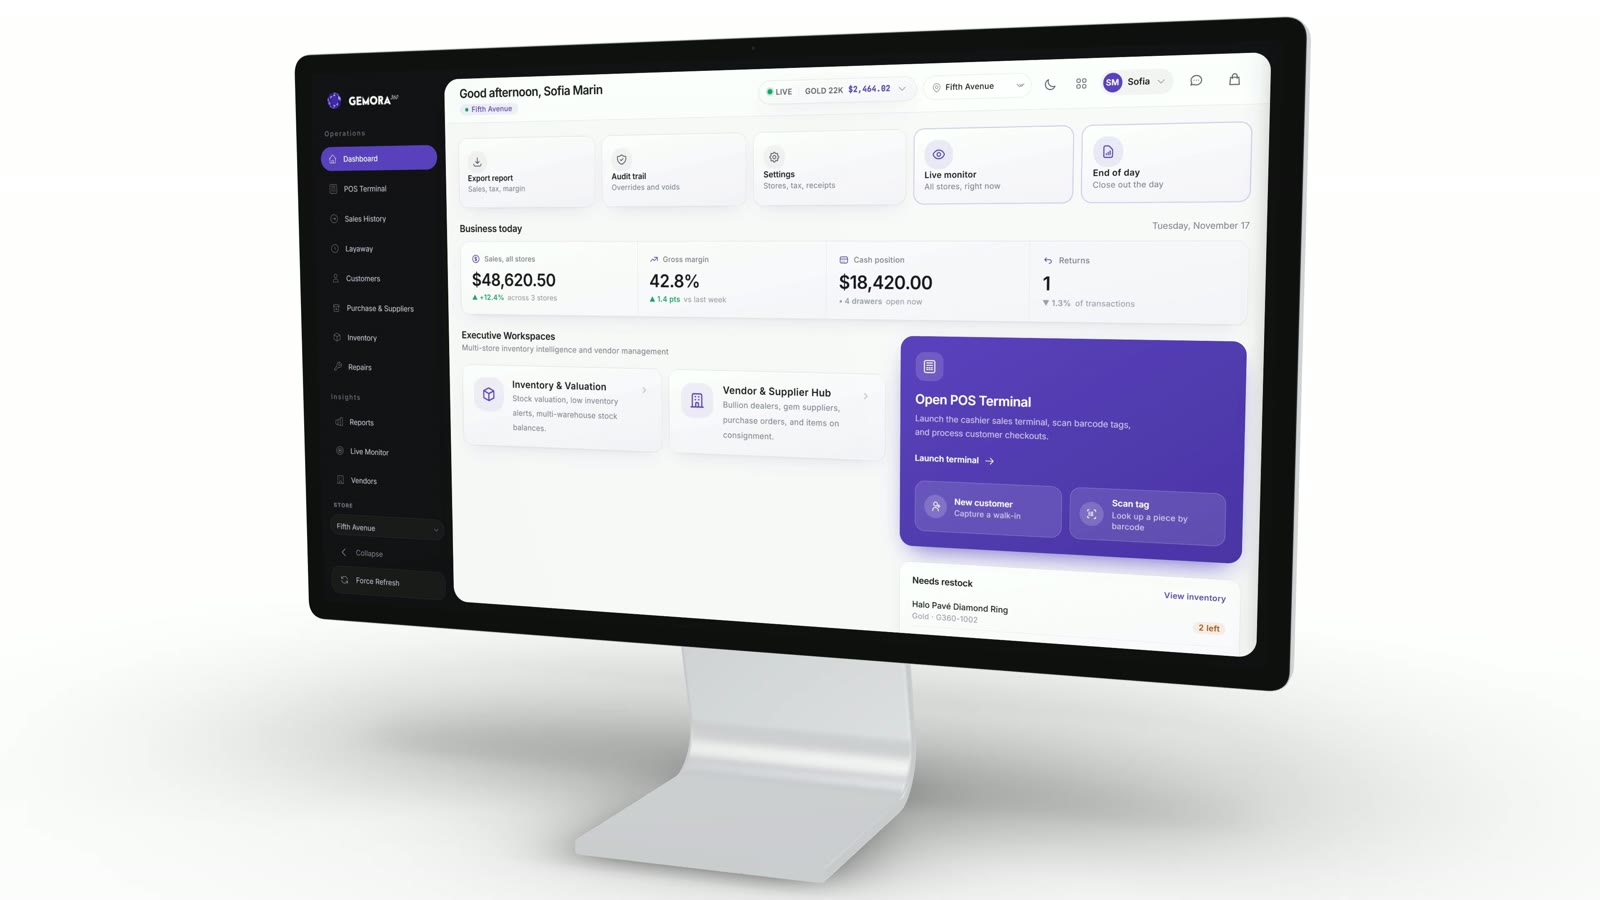 GEMORA 360
Operations
Dashboard
POS Terminal
Sales History
Layaway
Customers
Purchase & Suppliers
Inventory
Repairs
Insights
Reports
Live Monitor
Vendors
STORE
Fifth Avenue
Collapse
Force Refresh
Good afternoon, Sofia Marin
Fifth Avenue
LIVE GOLD 22K $2,464.02
Fifth Avenue
SM Sofia
Export report
Sales, tax, margin
Audit trail
Overrides and voids
Settings
Stores, tax, receipts
Live monitor
All stores, right now
End of day
Close out the day
Business today
Tuesday, November 17
Sales, all stores
$48,620.50
▲ +12.4% across 3 stores
Gross margin
42.8%
▲ 1.4 pts vs last week
Cash position
$18,420.00
• 4 drawers open now
Returns
1
▼ 1.3% of transactions
Executive Workspaces
Multi-store inventory intelligence and vendor management
Inventory & Valuation
Stock valuation, low inventory
alerts, multi-warehouse stock
balances.
Vendor & Supplier Hub
Bullion dealers, gem suppliers,
purchase orders, and items on
consignment.
Open POS Terminal
Launch the cashier sales terminal, scan barcode tags,
and process customer checkouts.
Launch terminal →
New customer
Capture a walk-in
Scan tag
Look up a piece by
barcode
Needs restock
View inventory
Halo Pavé Diamond Ring
Gold · G360-1002
2 left